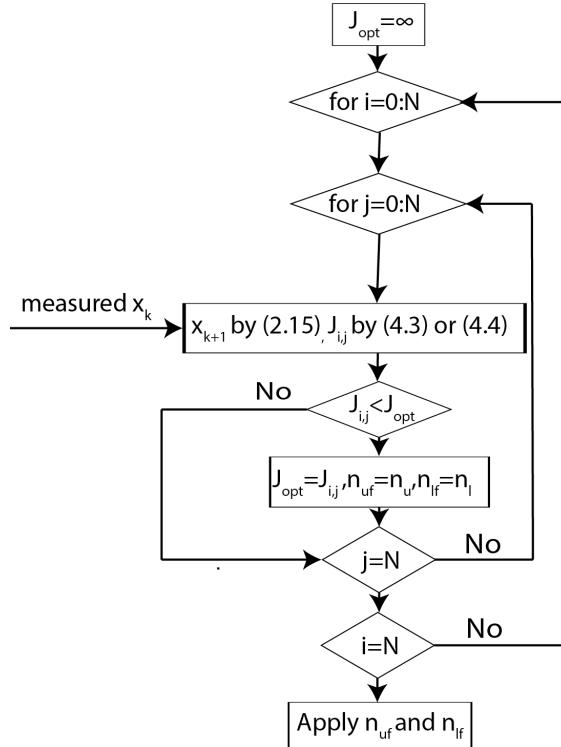 J_opt=∞
for i=0:N
for j=0:N
measured x_k
x_k+1 by (2.15), J_i,j by (4.3) or (4.4)
No
J_i,j<J_opt
J_opt=J_i,j,n_uf=n_u,n_lf=n_l
j=N
No
i=N
No
Apply n_uf and n_lf